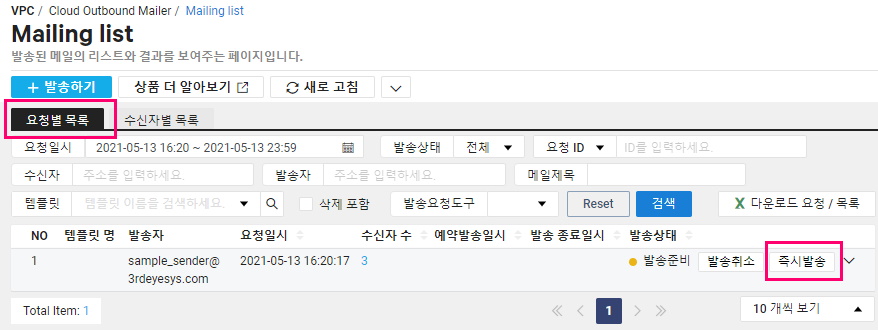 VPC / Cloud Outbound Mailer / Mailing list
Mailing list
발송된 메일의 리스트와 결과를 보여주는 페이지입니다.
+ 발송하기 상품 더 알아보기 새로 고침
요청별 목록 수신자별 목록
요청일시 2021-05-13 16:20 ~ 2021-05-13 23:59 발송상태 전체 요청 ID ID를 입력하세요.
수신자 주소를 입력하세요. 발송자 주소를 입력하세요. 메일제목
템플릿 템플릿 이름을 검색하세요. 삭제 포함 발송요청도구 Reset 검색 X 다운로드 요청 / 목록
NO 템플릿 명 발송자 요청일시 수신자 수 예약발송일시 발송 종료일시 발송상태
1 sample_sender@ 2021-05-13 16:20:17 3 발송준비 발송취소 즉시발송
3rdeyesys.com
Total Item: 1 1 10 개씩 보기